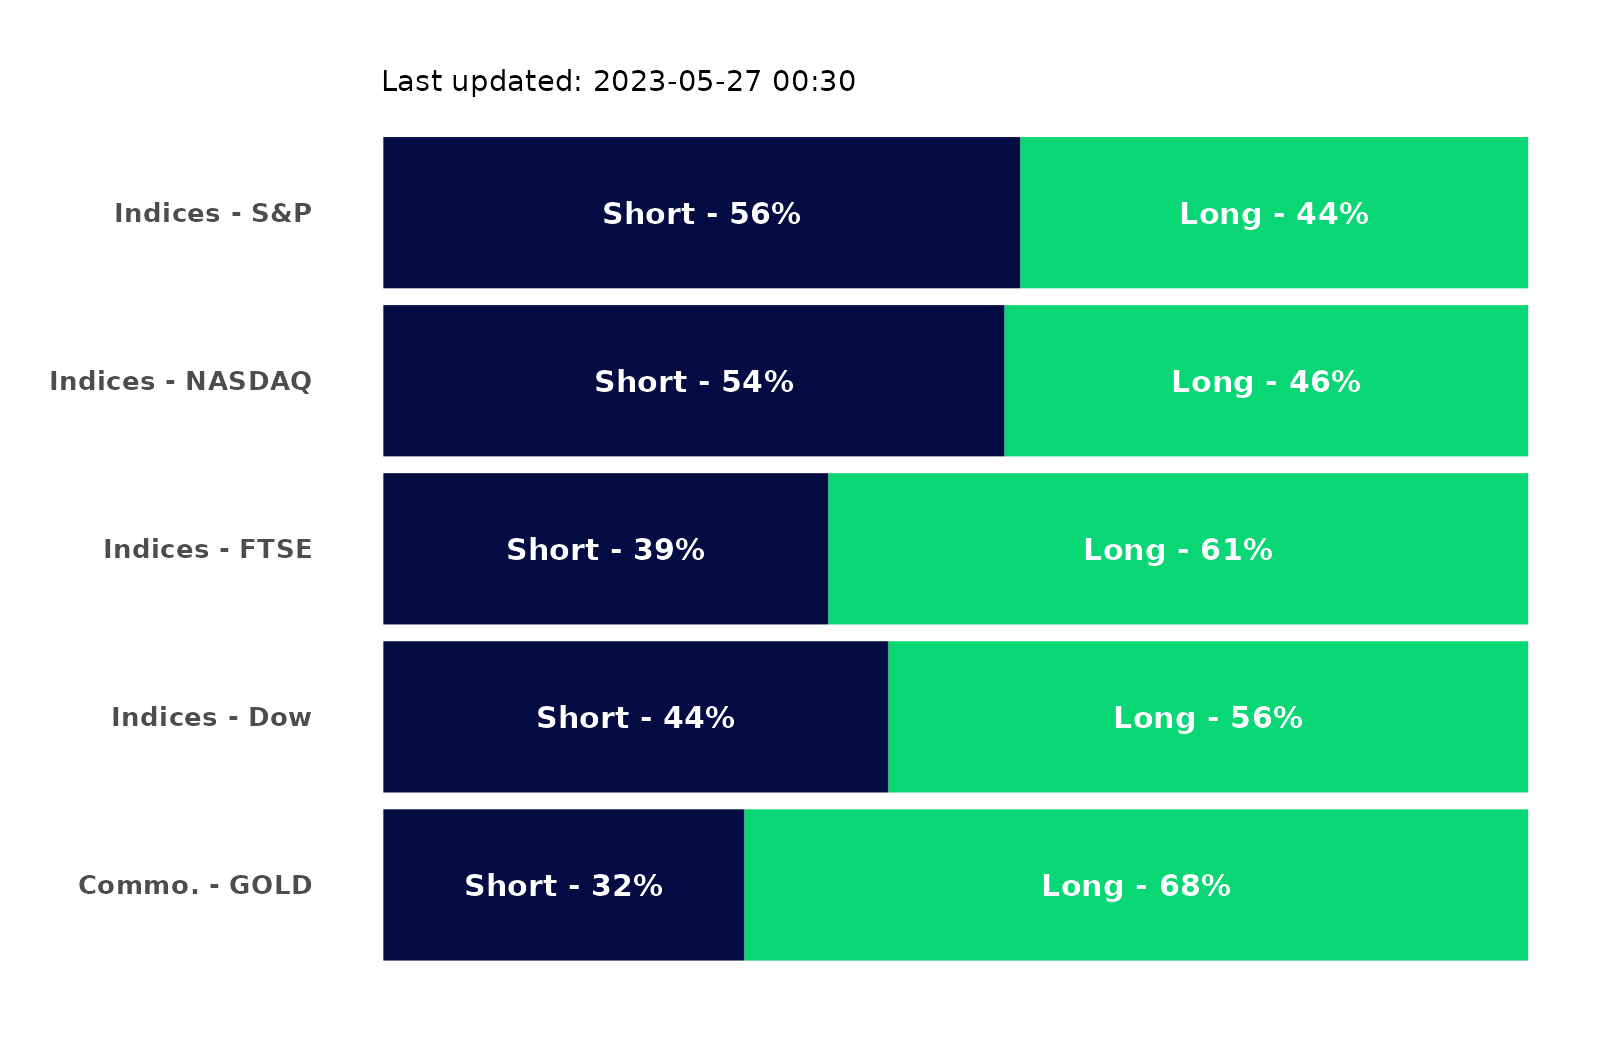 Last updated: 2023-05-27 00:30
Indices - S&P Short - 56% Long - 44%
Indices - NASDAQ Short - 54% Long - 46%
Indices - FTSE Short - 39% Long - 61%
Indices - Dow Short - 44% Long - 56%
Commo. - GOLD Short - 32% Long - 68%